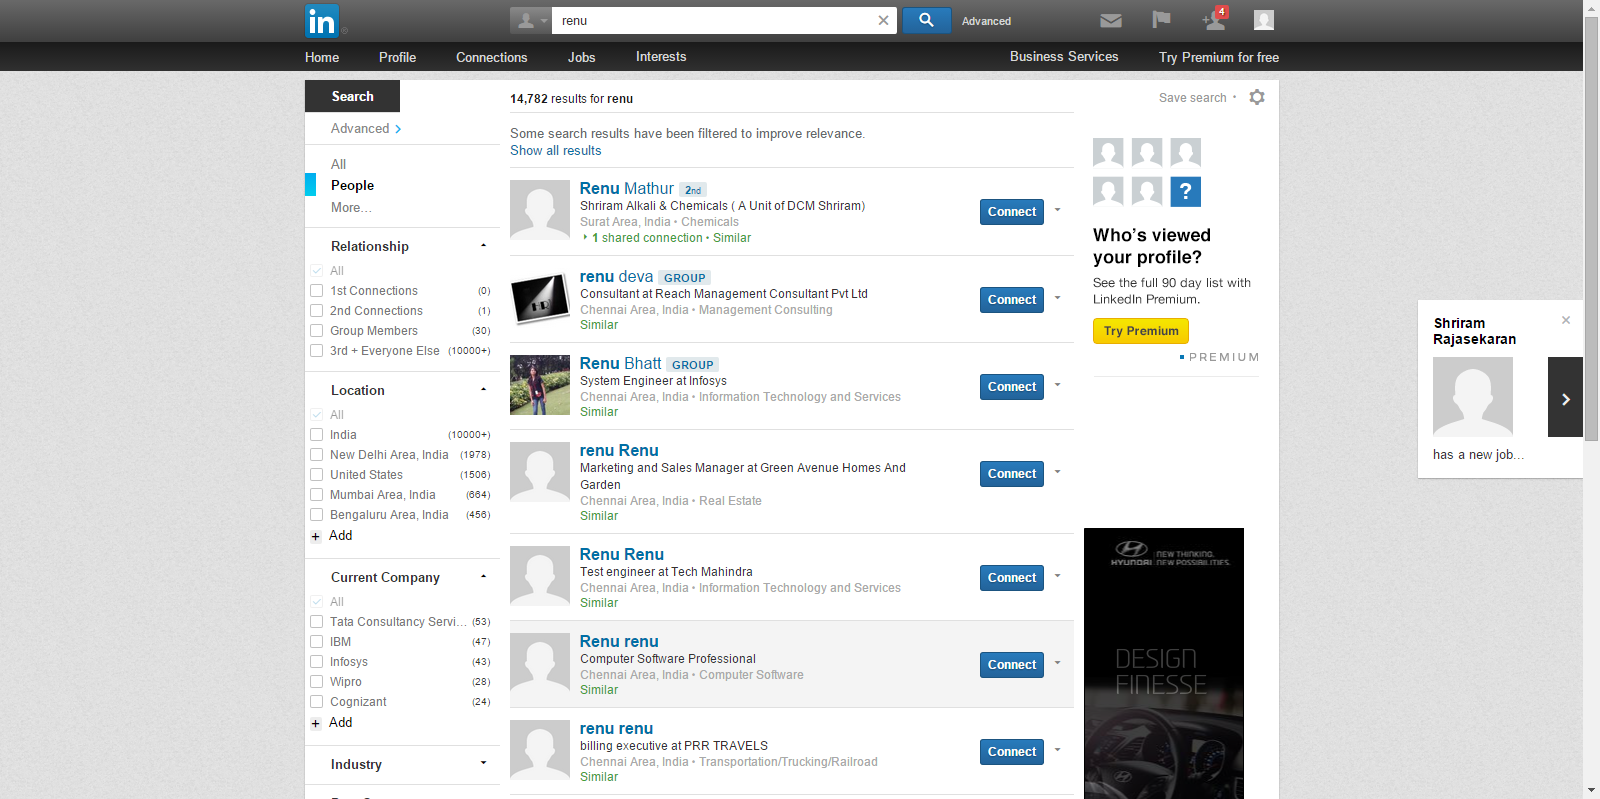 in
renu
Advanced
4
Home
Profile
Connections
Jobs
Interests
Business Services
Try Premium for free
Search
Advanced
All
People
More...
Relationship
All
1st Connections (0)
2nd Connections (1)
Group Members (30)
3rd + Everyone Else (10000+)
Location
All
India (10000+)
New Delhi Area, India (1978)
United States (1506)
Mumbai Area, India (664)
Bengaluru Area, India (456)
+ Add
Current Company
All
Tata Consultancy Servi... (53)
IBM (47)
Infosys (43)
Wipro (28)
Cognizant (24)
+ Add
Industry
14,782 results for renu
Save search
Some search results have been filtered to improve relevance.
Show all results
Renu Mathur 2nd
Shriram Alkali & Chemicals ( A Unit of DCM Shriram)
Surat Area, India • Chemicals
1 shared connection • Similar
Connect
renu deva GROUP
Consultant at Reach Management Consultant Pvt Ltd
Chennai Area, India • Management Consulting
Similar
Connect
HR
Renu Bhatt GROUP
System Engineer at Infosys
Chennai Area, India • Information Technology and Services
Similar
Connect
renu Renu
Marketing and Sales Manager at Green Avenue Homes And
Garden
Chennai Area, India • Real Estate
Similar
Connect
Renu Renu
Test engineer at Tech Mahindra
Chennai Area, India • Information Technology and Services
Similar
Connect
Renu renu
Computer Software Professional
Chennai Area, India • Computer Software
Similar
Connect
renu renu
billing executive at PRR TRAVELS
Chennai Area, India • Transportation/Trucking/Railroad
Similar
Connect
?
Who's viewed
your profile?
See the full 90 day list with
LinkedIn Premium.
Try Premium
PREMIUM
HYUNDAI
NEW THINKING.
NEW POSSIBILITIES.
DESIGN
FINESSE
Shriram
Rajasekaran
has a new job...